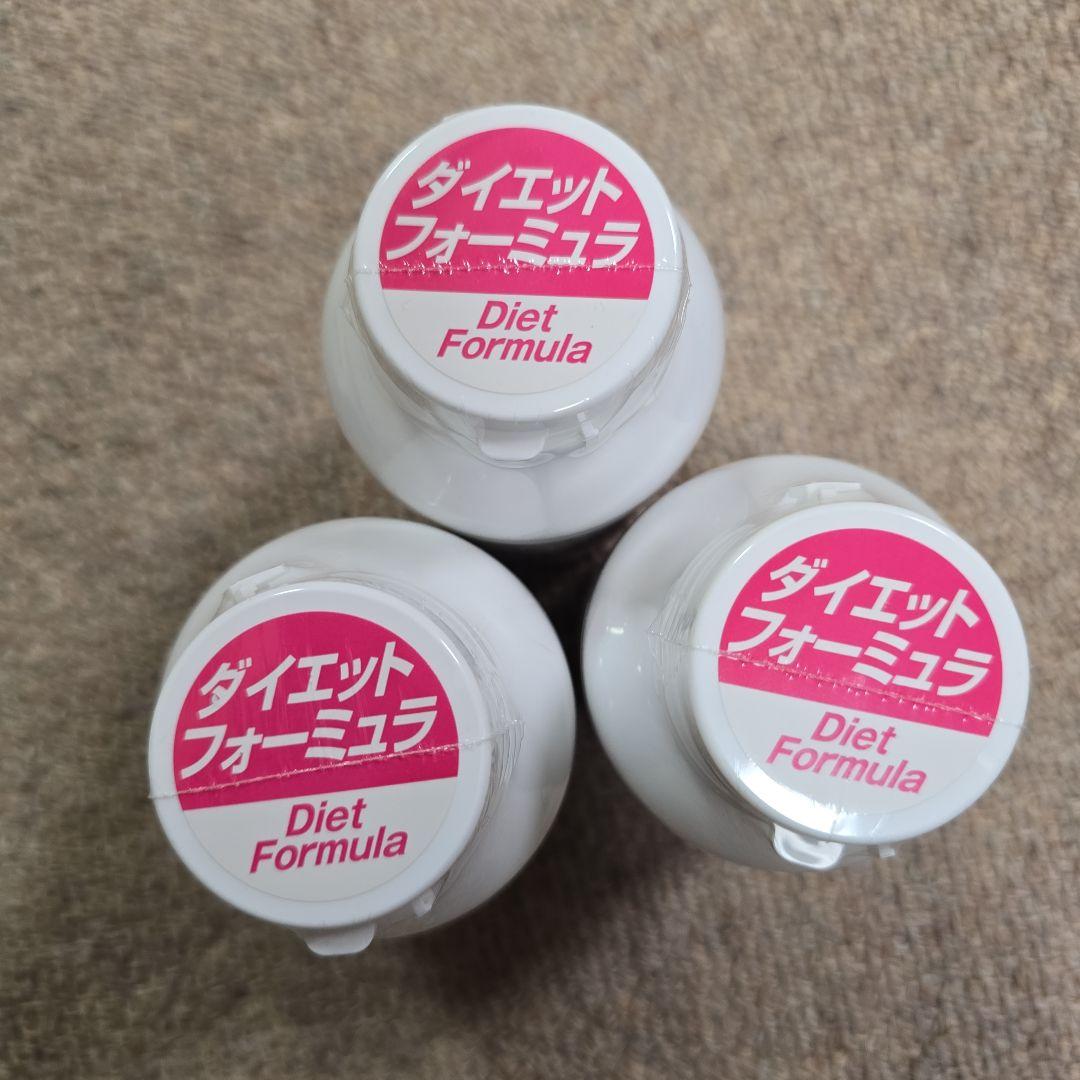 ダイエット
フォーミュラ
Diet
Formula
ダイエット
フォーミュラ
Diet
Formula
ダイエット
フォーミュラ
Diet
Formula